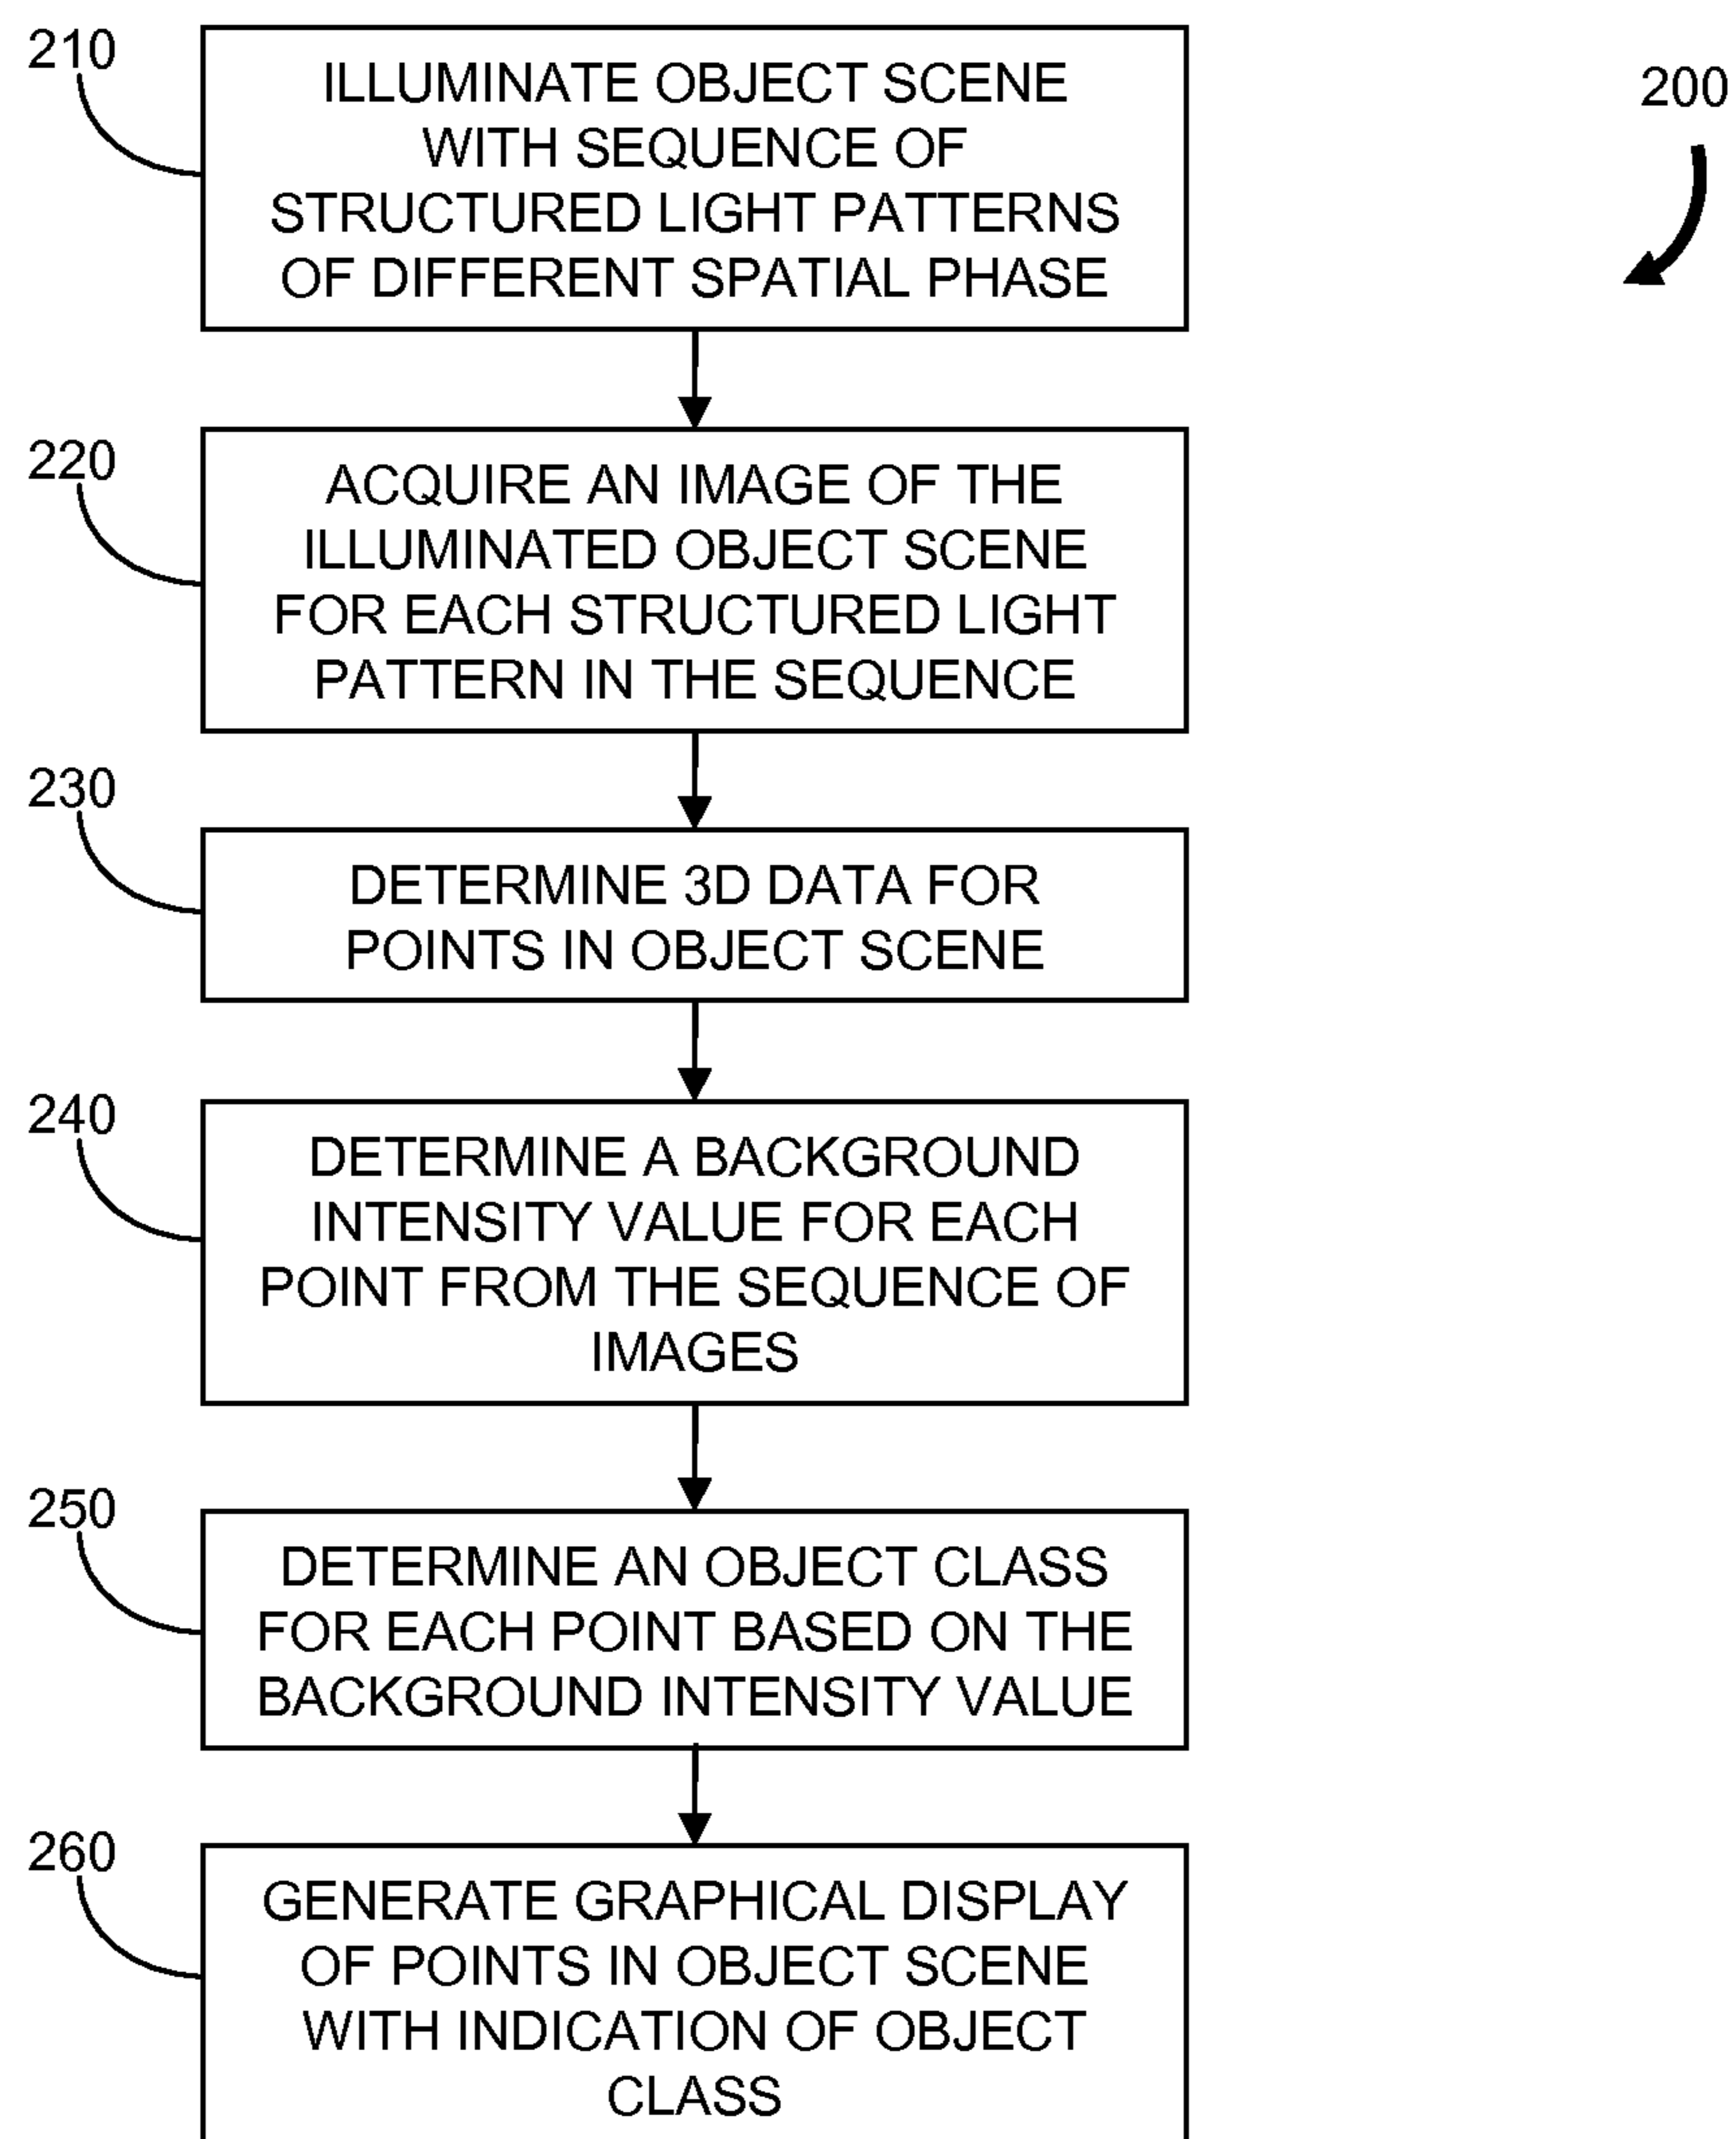 210
ILLUMINATE OBJECT SCENE
WITH SEQUENCE OF
STRUCTURED LIGHT PATTERNS
OF DIFFERENT SPATIAL PHASE
200
220
ACQUIRE AN IMAGE OF THE
ILLUMINATED OBJECT SCENE
FOR EACH STRUCTURED LIGHT
PATTERN IN THE SEQUENCE
230
DETERMINE 3D DATA FOR
POINTS IN OBJECT SCENE
240
DETERMINE A BACKGROUND
INTENSITY VALUE FOR EACH
POINT FROM THE SEQUENCE OF
IMAGES
250
DETERMINE AN OBJECT CLASS
FOR EACH POINT BASED ON THE
BACKGROUND INTENSITY VALUE
260
GENERATE GRAPHICAL DISPLAY
OF POINTS IN OBJECT SCENE
WITH INDICATION OF OBJECT
CLASS